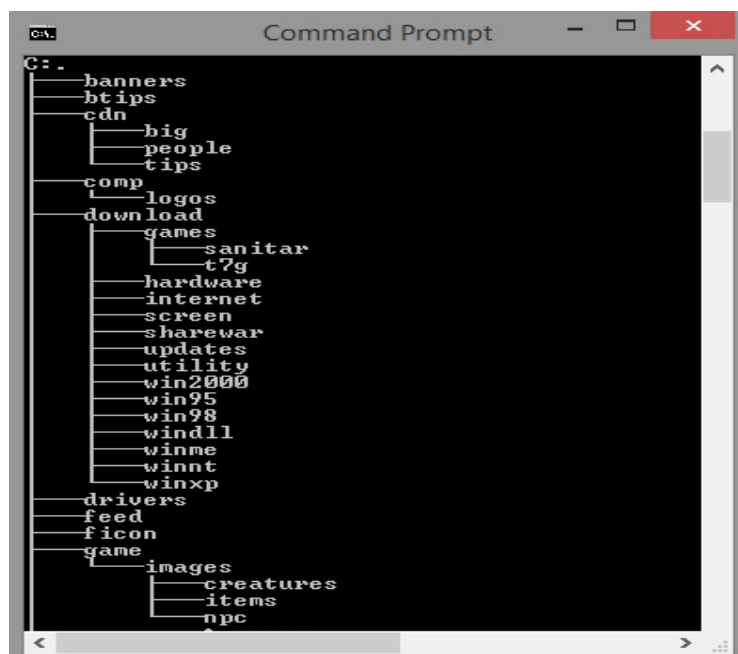 C:\.
Command Prompt
C:.
banners
btips
cdn
big
people
tips
comp
logos
download
games
sanitar
t7g
hardware
internet
screen
sharewar
updates
utility
win2000
win95
win98
windll
winme
winnt
winxp
drivers
feed
ficon
game
images
creatures
items
npc